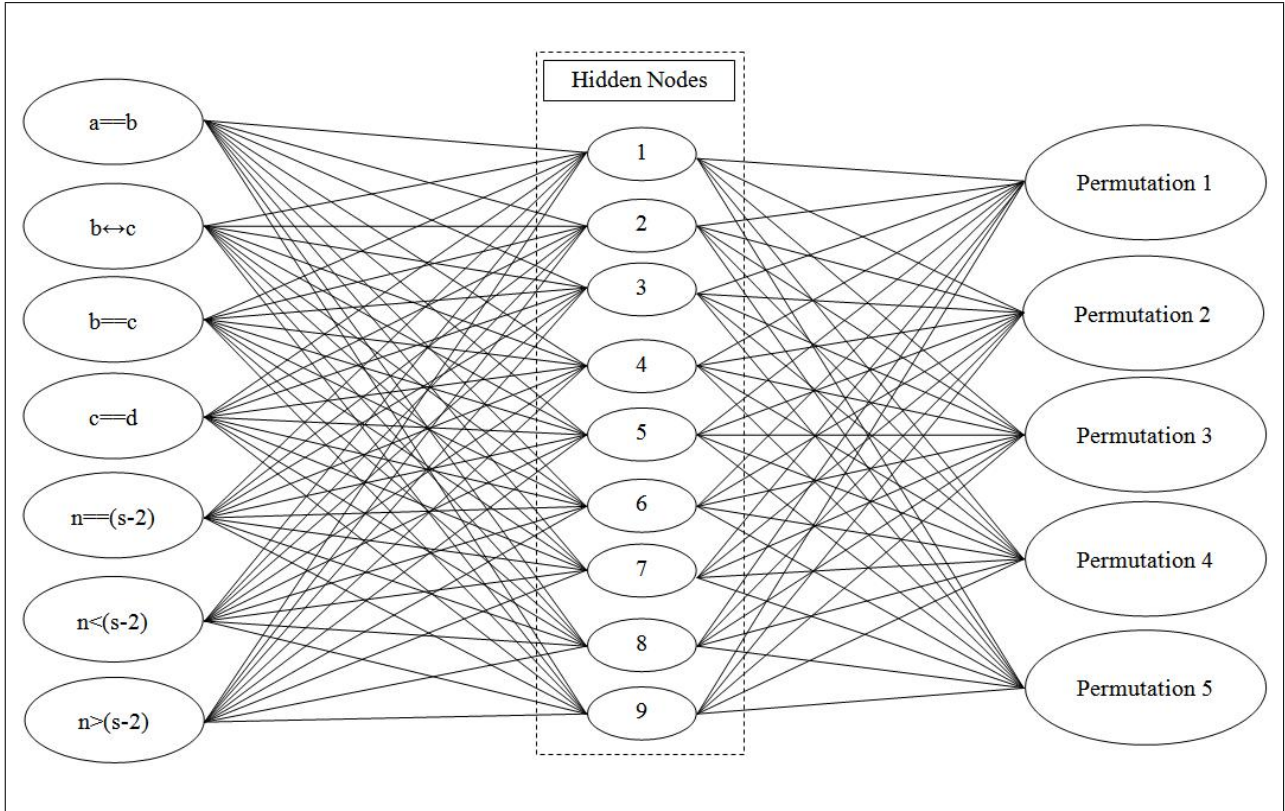 Hidden Nodes
a==b
b↔c
b==c
c==d
n==(s-2)
n<(s-2)
n>(s-2)
1
2
3
4
5
6
7
8
9
Permutation 1
Permutation 2
Permutation 3
Permutation 4
Permutation 5